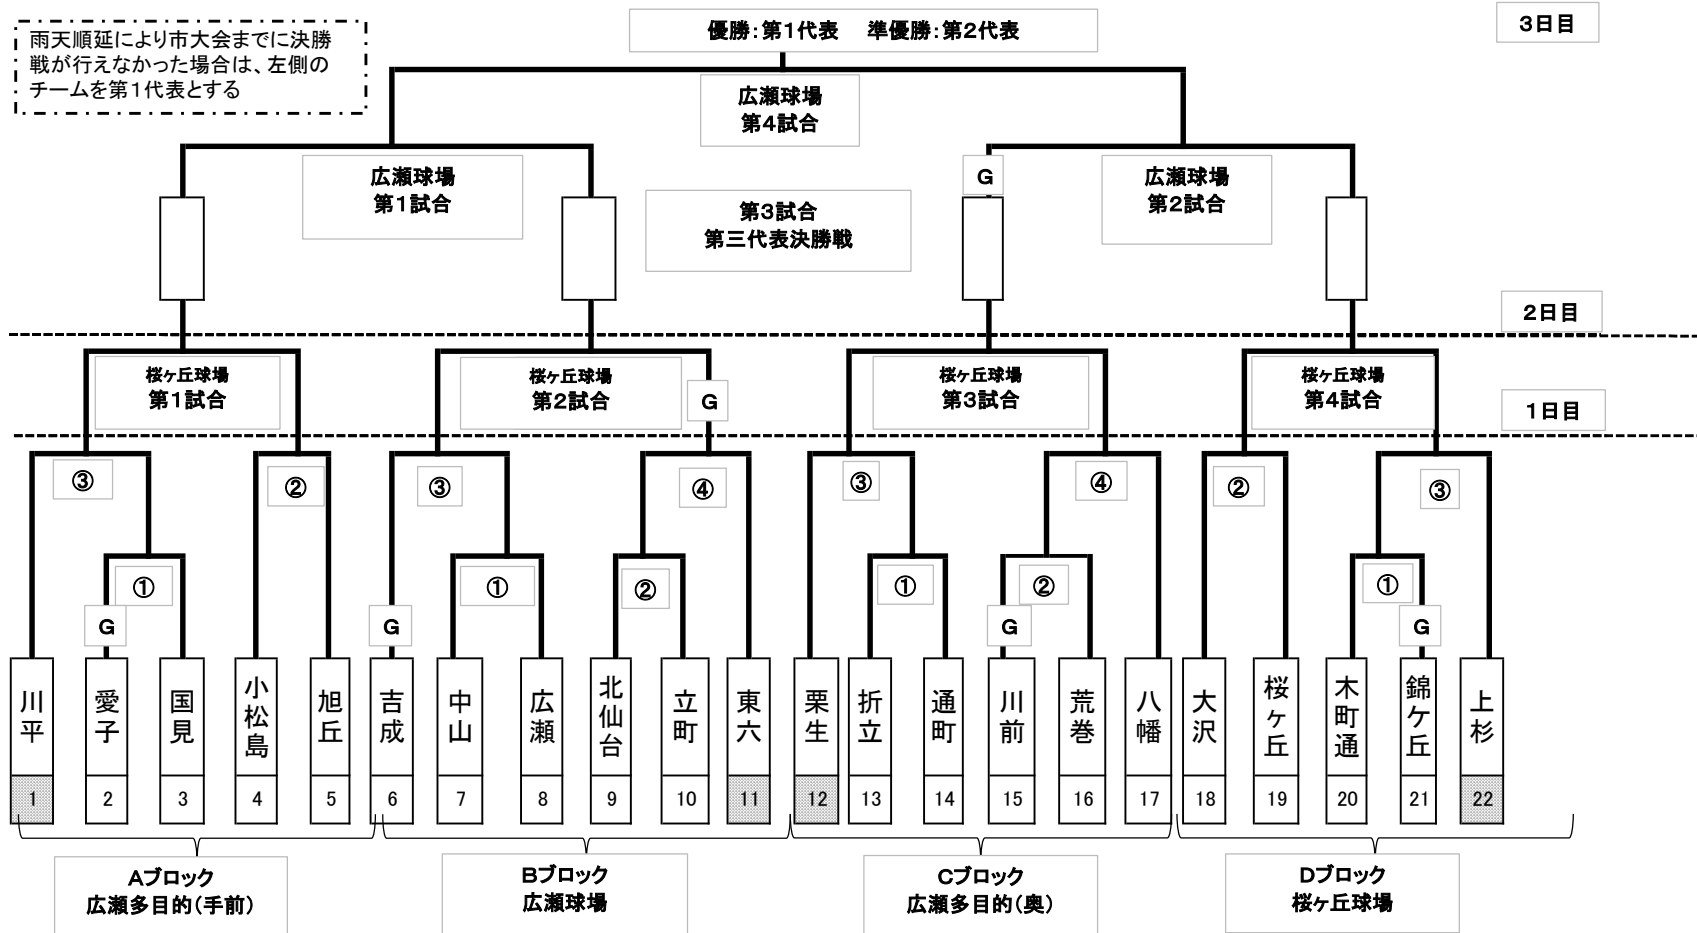 優勝：第1代表　準優勝：第2代表
3日目
雨天順延により市大会までに決勝
戦が行えなかった場合は、左側の
チームを第1代表とする
広瀬球場
第4試合
広瀬球場
第1試合
G
広瀬球場
第2試合
第3試合
第三代表決勝戦
2日目
桜ヶ丘球場
第1試合
桜ヶ丘球場
第2試合
G
桜ヶ丘球場
第3試合
桜ヶ丘球場
第4試合
1日目
③
②
③
④
③
④
②
③
①
①
②
①
②
①
G
G
G
G
川平
愛子
国見
小松島
旭丘
吉成
中山
広瀬
北仙台
立町
東六
栗生
折立
通町
川前
荒巻
八幡
大沢
桜ヶ丘
木町通
錦ケ丘
上杉
1 2 3 4 5 6 7 8 9 10 11 12 13 14 15 16 17 18 19 20 21 22
Aブロック
広瀬多目的（手前）
Bブロック
広瀬球場
Cブロック
広瀬多目的（奥）
Dブロック
桜ヶ丘球場